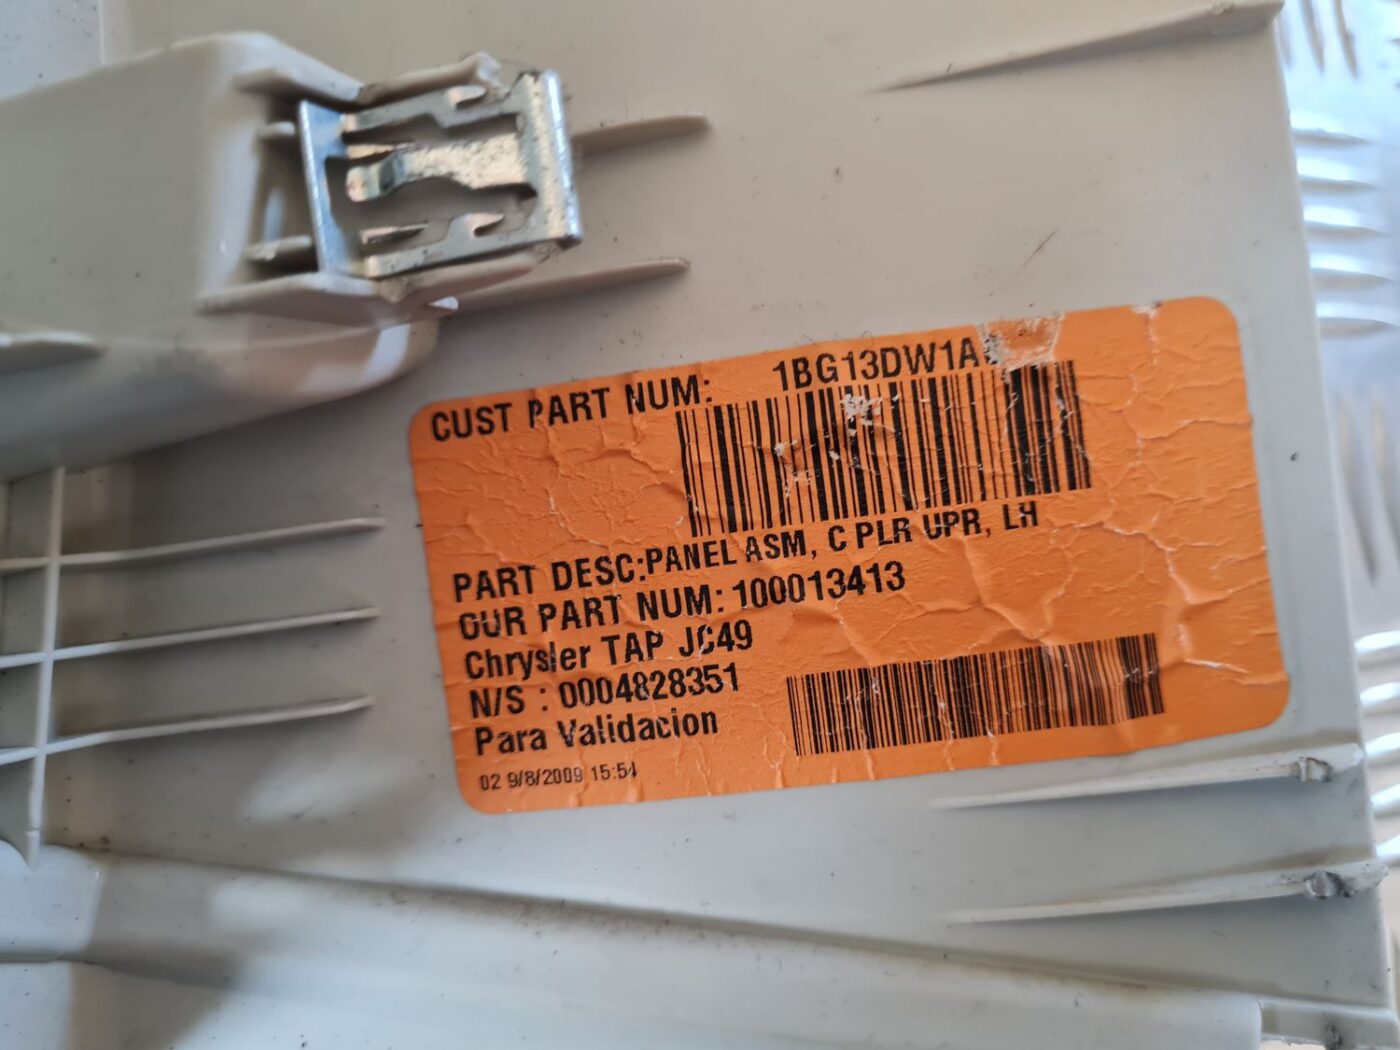 CUST PART NUM: 1BG13DW1A
PART DESC:PANEL ASM, C PLR UPR, LH
OUR PART NUM: 100013413
Chrysler TAP JC49
N/S : 0004828351
Para Validacion
02 9/8/2009 15:54